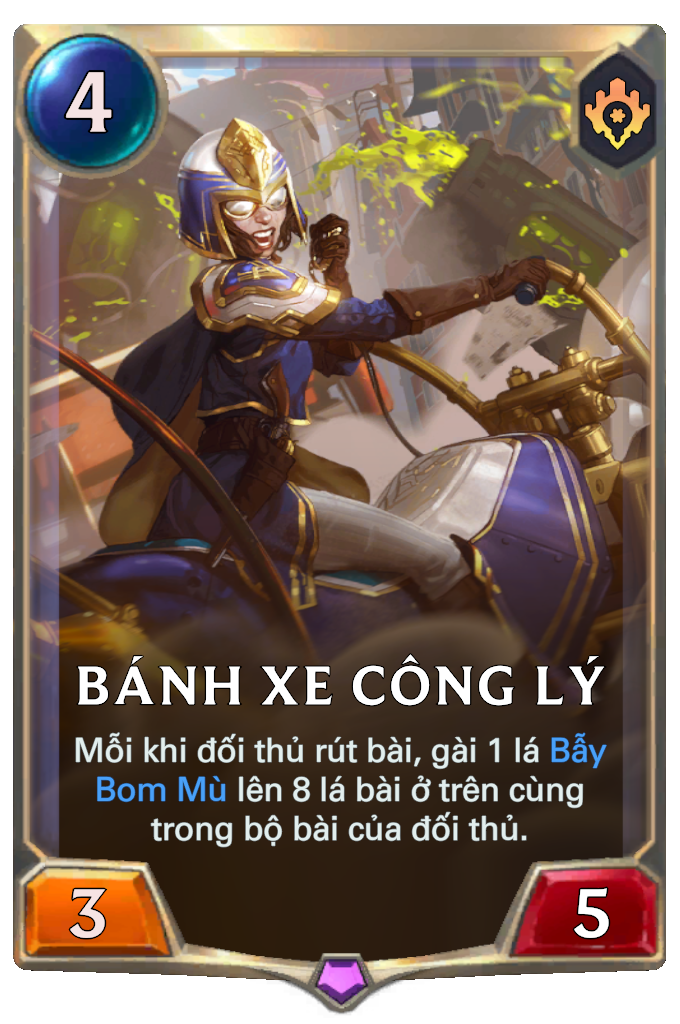 4
BÁNH XE CÔNG LÝ
Mỗi khi đối thủ rút bài, gài 1 lá Bẫy
Bom Mù lên 8 lá bài ở trên cùng
trong bộ bài của đối thủ.
3
5